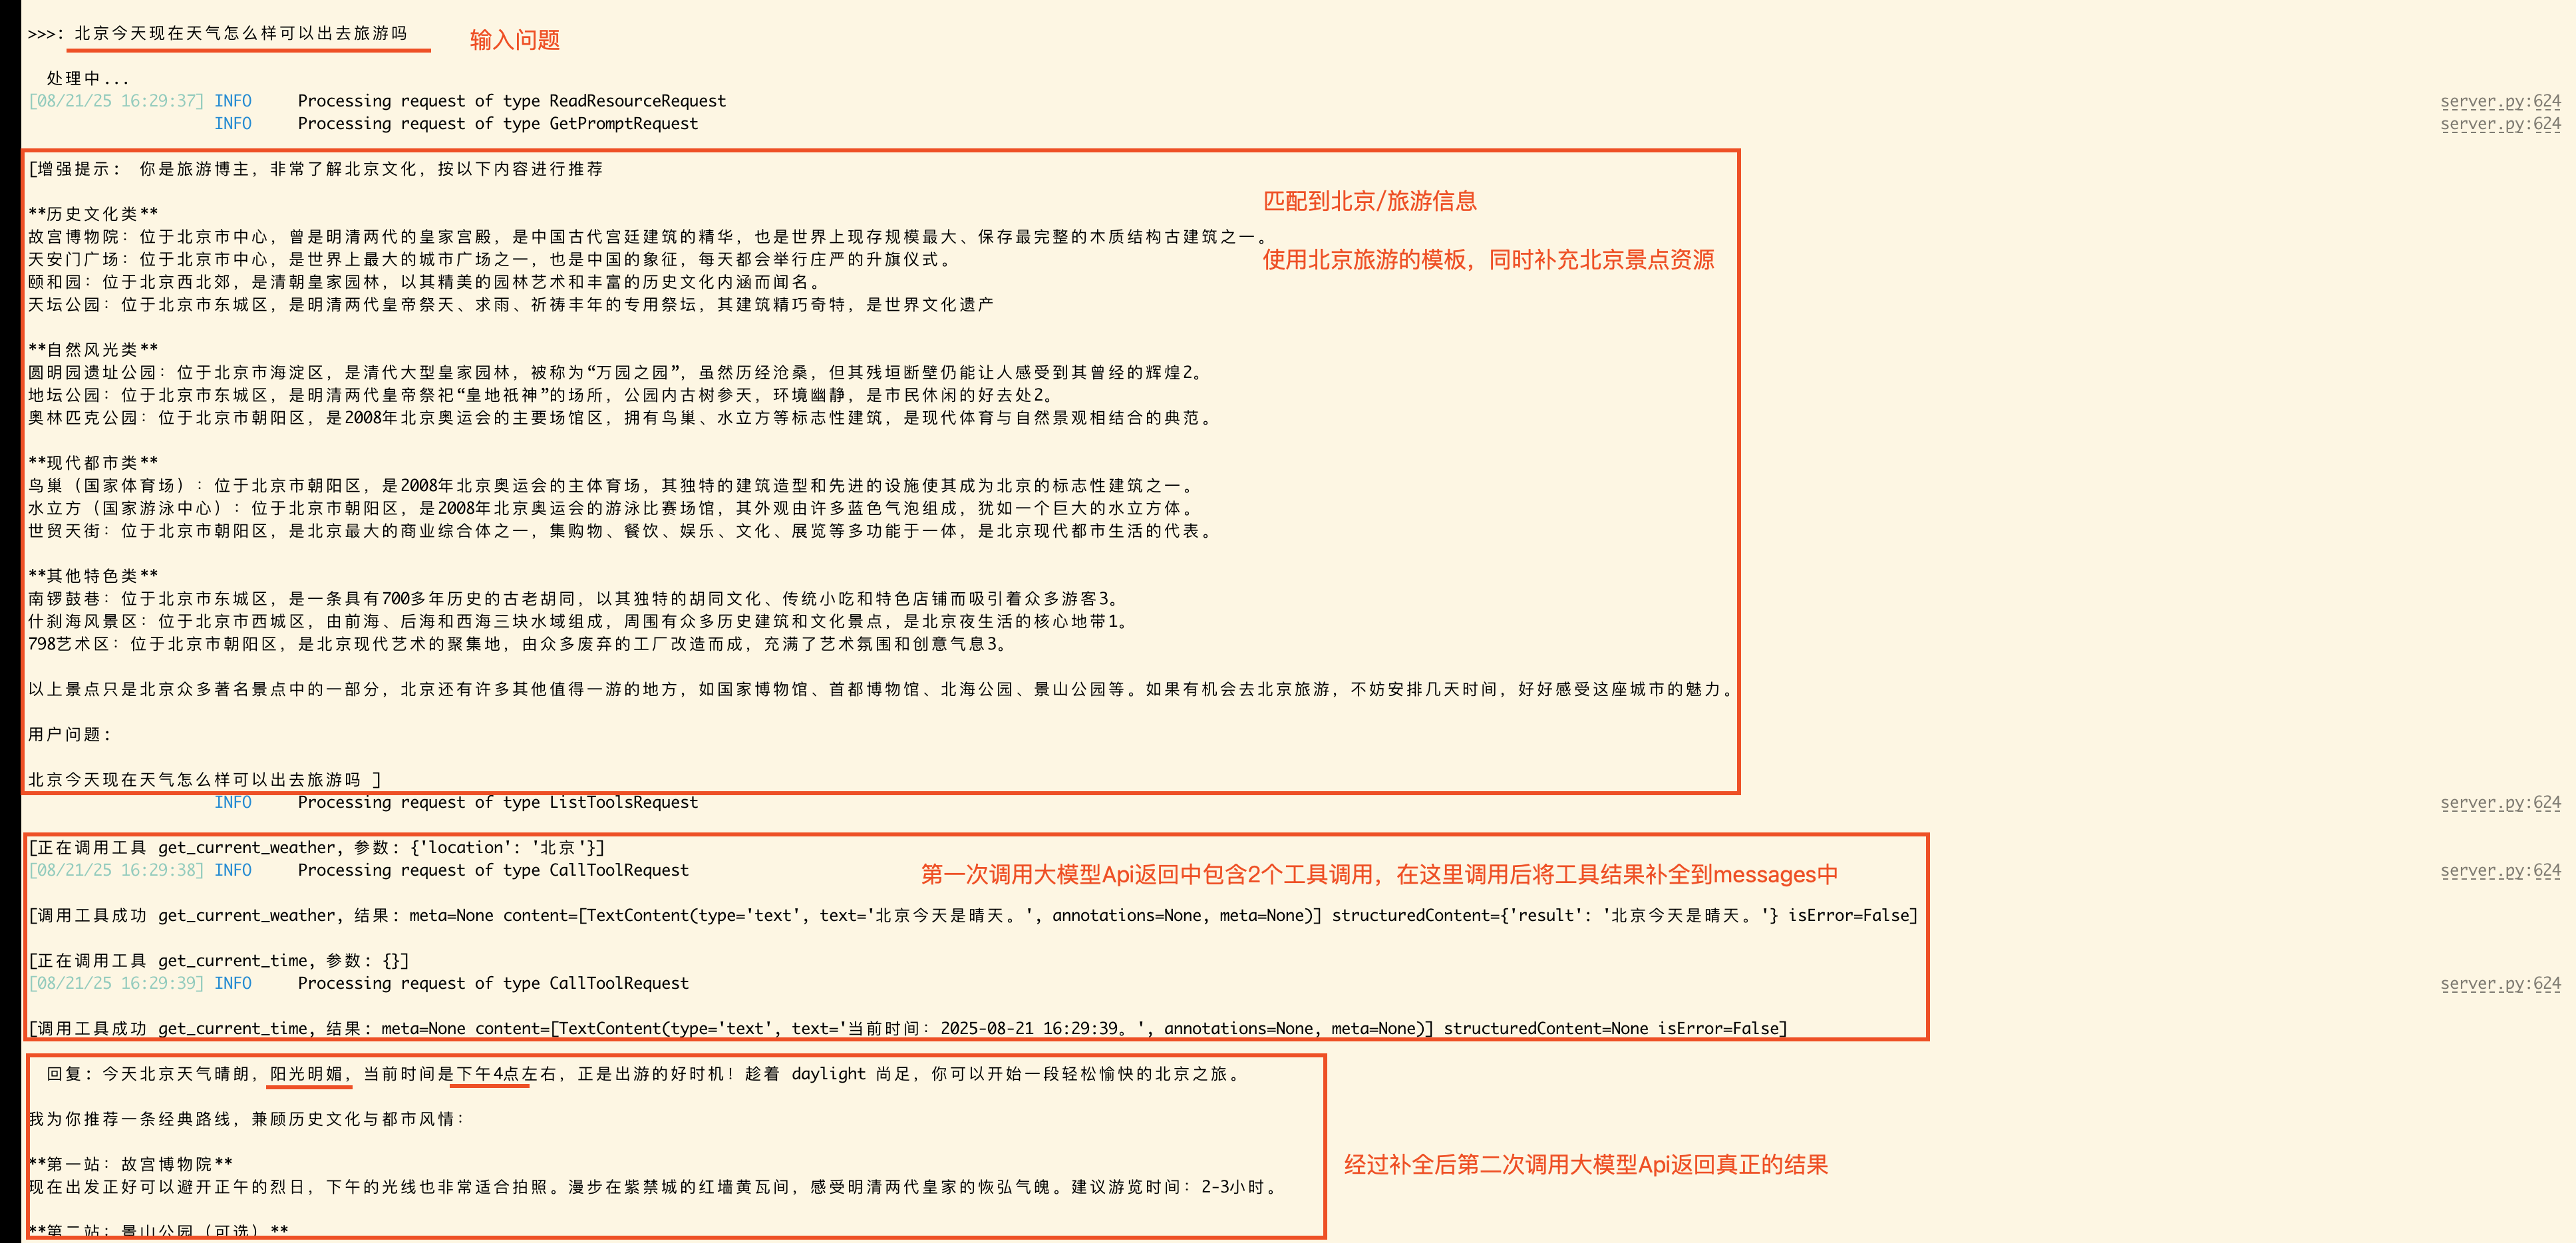 >>>: 北京今天现在天气怎么样可以出去旅游吗
输入问题
处理中...
[08/21/25 16:29:37] INFO Processing request of type ReadResourceRequest server.py:624
INFO Processing request of type GetPromptRequest server.py:624
[增强提示： 你是旅游博主，非常了解北京文化，按以下内容进行推荐
匹配到北京/旅游信息
**历史文化类**
故宫博物院：位于北京市中心，曾是明清两代的皇家宫殿，是中国古代宫廷建筑的精华，也是世界上现存规模最大、保存最完整的木质结构古建筑之一。
天安门广场：位于北京市中心，是世界上最大的城市广场之一，也是中国的象征，每天都会举行庄严的升旗仪式。
使用北京旅游的模板，同时补充北京景点资源
颐和园：位于北京西北郊，是清朝皇家园林，以其精美的园林艺术和丰富的历史文化内涵而闻名。
天坛公园：位于北京市东城区，是明清两代皇帝祭天、求雨、祈祷丰年的专用祭坛，其建筑精巧奇特，是世界文化遗产
**自然风光类**
圆明园遗址公园：位于北京市海淀区，是清代大型皇家园林，被称为“万园之园”，虽然历经沧桑，但其残垣断壁仍能让人感受到其曾经的辉煌2。
地坛公园：位于北京市东城区，是明清两代皇帝祭祀“皇地祇神”的场所，公园内古树参天，环境幽静，是市民休闲的好去处2。
奥林匹克公园：位于北京市朝阳区，是2008年北京奥运会的主要场馆区，拥有鸟巢、水立方等标志性建筑，是现代体育与自然景观相结合的典范。
**现代都市类**
鸟巢（国家体育场）：位于北京市朝阳区，是2008年北京奥运会的主体育场，其独特的建筑造型和先进的设施使其成为北京的标志性建筑之一。
水立方（国家游泳中心）：位于北京市朝阳区，是2008年北京奥运会的游泳比赛场馆，其外观由许多蓝色气泡组成，犹如一个巨大的水立方体。
世贸天街：位于北京市朝阳区，是北京最大的商业综合体之一，集购物、餐饮、娱乐、文化、展览等多功能于一体，是北京现代都市生活的代表。
**其他特色类**
南锣鼓巷：位于北京市东城区，是一条具有700多年历史的古老胡同，以其独特的胡同文化、传统小吃和特色店铺而吸引着众多游客3。
什刹海风景区：位于北京市西城区，由前海、后海和西海三块水域组成，周围有众多历史建筑和文化景点，是北京夜生活的核心地带1。
798艺术区：位于北京市朝阳区，是北京现代艺术的聚集地，由众多废弃的工厂改造而成，充满了艺术氛围和创意气息3。
以上景点只是北京众多著名景点中的一部分，北京还有许多其他值得一游的地方，如国家博物馆、首都博物馆、北海公园、景山公园等。如果有机会去北京旅游，不妨安排几天时间，好好感受这座城市的魅力。
用户问题：
北京今天现在天气怎么样可以出去旅游吗 ]
INFO Processing request of type ListToolsRequest server.py:624
[正在调用工具 get_current_weather, 参数: {'location': '北京'}]
[08/21/25 16:29:38] INFO Processing request of type CallToolRequest server.py:624
第一次调用大模型Api返回中包含2个工具调用，在这里调用后将工具结果补全到messages中
[调用工具成功 get_current_weather, 结果: meta=None content=[TextContent(type='text', text='北京今天是晴天。', annotations=None, meta=None)] structuredContent={'result': '北京今天是晴天。'} isError=False]
[正在调用工具 get_current_time, 参数: {}]
[08/21/25 16:29:39] INFO Processing request of type CallToolRequest server.py:624
[调用工具成功 get_current_time, 结果: meta=None content=[TextContent(type='text', text='当前时间：2025-08-21 16:29:39。', annotations=None, meta=None)] structuredContent=None isError=False]
回复：今天北京天气晴朗，阳光明媚，当前时间是下午4点左右，正是出游的好时机！趁着 daylight 尚足，你可以开始一段轻松愉快的北京之旅。
我为你推荐一条经典路线，兼顾历史文化与都市风情：
**第一站：故宫博物院**
经过补全后第二次调用大模型Api返回真正的结果
现在出发正好可以避开正午的烈日，下午的光线也非常适合拍照。漫步在紫禁城的红墙黄瓦间，感受明清两代皇家的恢弘气魄。建议游览时间：2-3小时。
**第二站：景山公园（可选）**